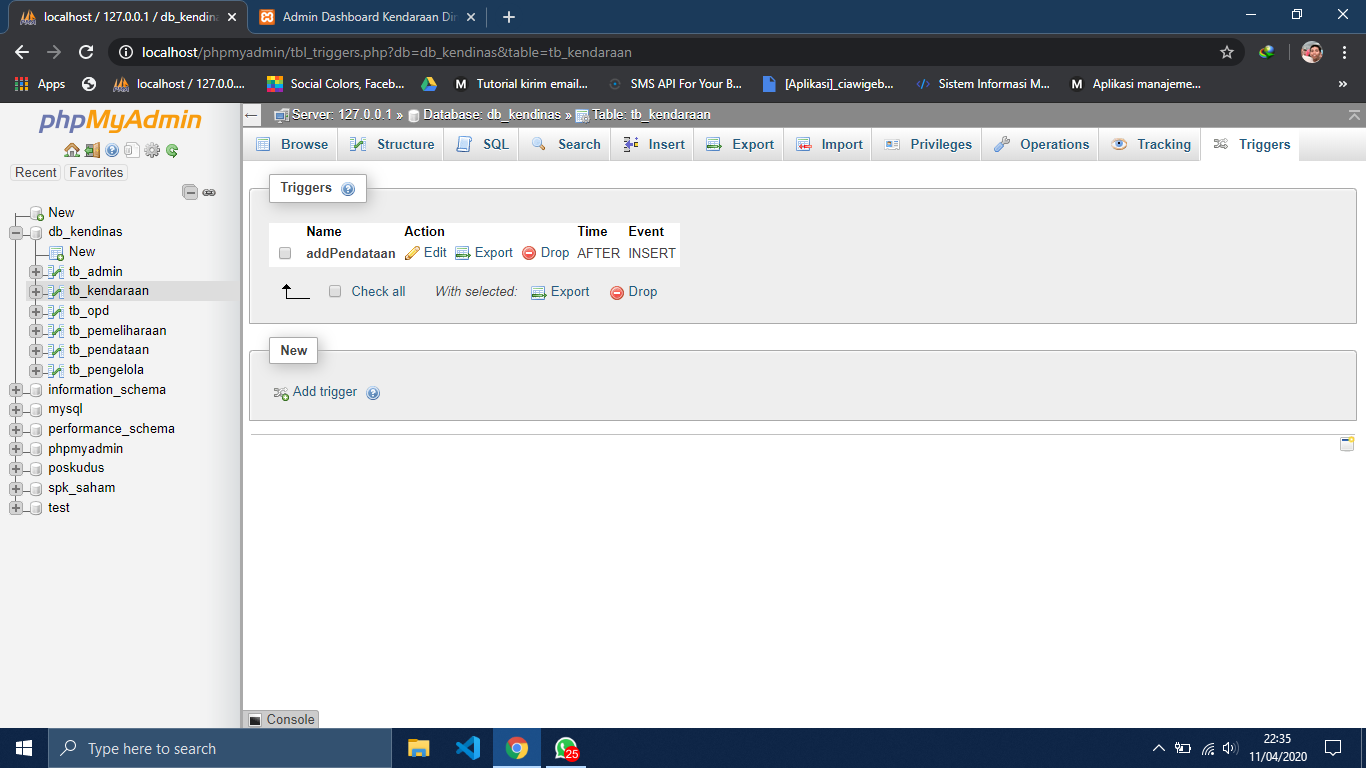 localhost / 127.0.0.1 / db_kendin
Admin Dashboard Kendaraan Din
localhost/phpmyadmin/tbl_triggers.php?db=db_kendinas&table=tb_kendaraan
Apps
localhost / 127.0.0....
Social Colors, Faceb...
M Tutorial kirim email...
SMS API For Your B...
[Aplikasi]_ciawigeb...
Sistem Informasi M...
M Aplikasi manajeme...
»
phpMyAdmin
Recent Favorites
New
db_kendinas
New
tb_admin
tb_kendaraan
tb_opd
tb_pemeliharaan
tb_pendataan
tb_pengelola
information_schema
mysql
performance_schema
phpmyadmin
poskudus
spk_saham
test
Server: 127.0.0.1 » Database: db_kendinas » Table: tb_kendaraan
Browse Structure SQL Search Insert Export Import Privileges Operations Tracking Triggers
Triggers
Name Action Time Event
addPendataan Edit Export Drop AFTER INSERT
Check all With selected: Export Drop
New
Add trigger
Console
Type here to search
25
22:35
11/04/2020